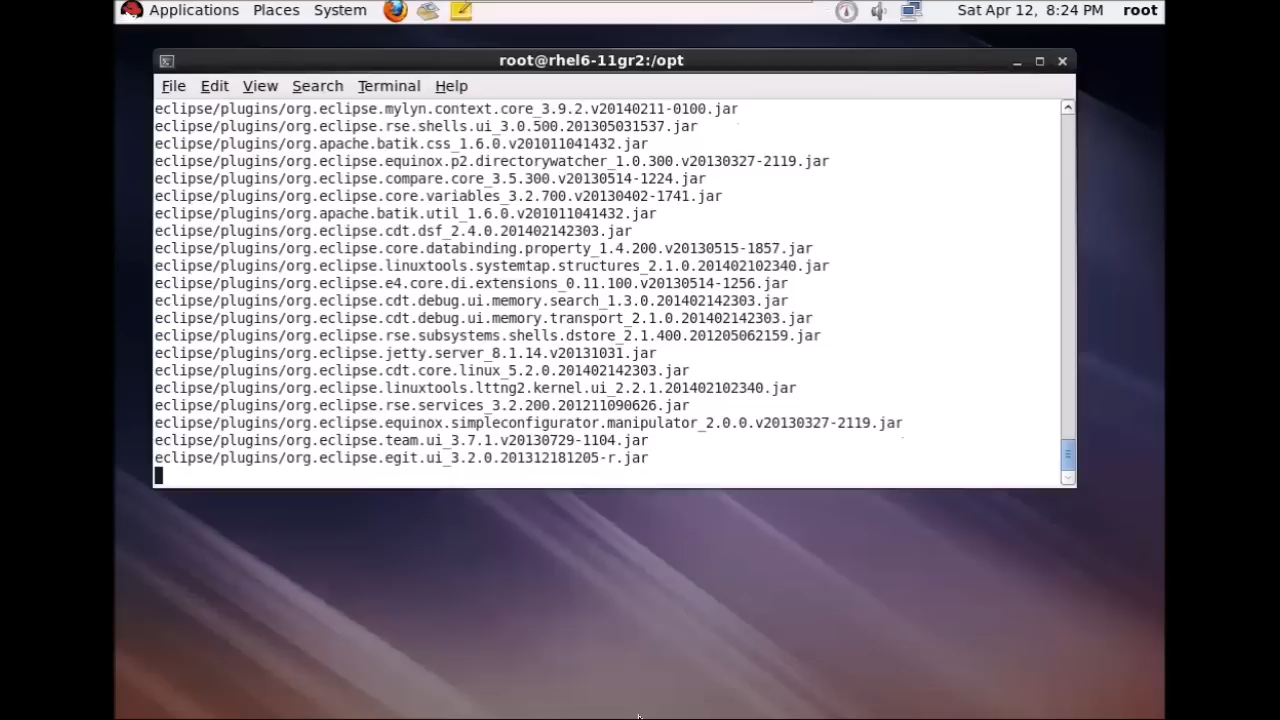 Applications Places System Sat Apr 12, 8:24 PM root
root@rhel6-11gr2:/opt
File Edit View Search Terminal Help
eclipse/plugins/org.eclipse.mylyn.context.core_3.9.2.v20140211-0100.jar
eclipse/plugins/org.eclipse.rse.shells.ui_3.0.500.201305031537.jar
eclipse/plugins/org.apache.batik.css_1.6.0.v201011041432.jar
eclipse/plugins/org.eclipse.equinox.p2.directorywatcher_1.0.300.v20130327-2119.jar
eclipse/plugins/org.eclipse.compare.core_3.5.300.v20130514-1224.jar
eclipse/plugins/org.eclipse.core.variables_3.2.700.v20130402-1741.jar
eclipse/plugins/org.apache.batik.util_1.6.0.v201011041432.jar
eclipse/plugins/org.eclipse.cdt.dsf_2.4.0.201402142303.jar
eclipse/plugins/org.eclipse.core.databinding.property_1.4.200.v20130515-1857.jar
eclipse/plugins/org.eclipse.linuxtools.systemtap.structures_2.1.0.201402102340.jar
eclipse/plugins/org.eclipse.e4.core.di.extensions_0.11.100.v20130514-1256.jar
eclipse/plugins/org.eclipse.cdt.debug.ui.memory.search_1.3.0.201402142303.jar
eclipse/plugins/org.eclipse.cdt.debug.ui.memory.transport_2.1.0.201402142303.jar
eclipse/plugins/org.eclipse.rse.subsystems.shells.dstore_2.1.400.201205062159.jar
eclipse/plugins/org.eclipse.jetty.server_8.1.14.v20131031.jar
eclipse/plugins/org.eclipse.cdt.core.linux_5.2.0.201402142303.jar
eclipse/plugins/org.eclipse.linuxtools.lttng2.kernel.ui_2.2.1.201402102340.jar
eclipse/plugins/org.eclipse.rse.services_3.2.200.201211090626.jar
eclipse/plugins/org.eclipse.equinox.simpleconfigurator.manipulator_2.0.0.v20130327-2119.jar
eclipse/plugins/org.eclipse.team.ui_3.7.1.v20130729-1104.jar
eclipse/plugins/org.eclipse.egit.ui_3.2.0.201312181205-r.jar